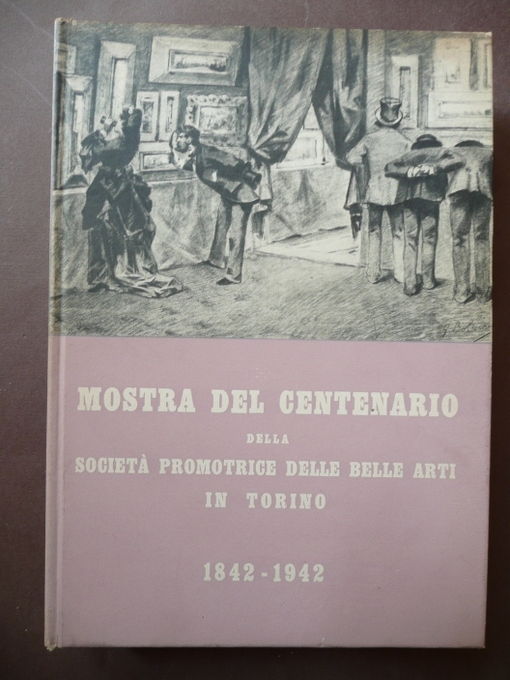 MOSTRA DEL CENTENARIO
DELLA
SOCIETÀ PROMOTRICE DELLE BELLE ARTI
IN TORINO
1842-1942